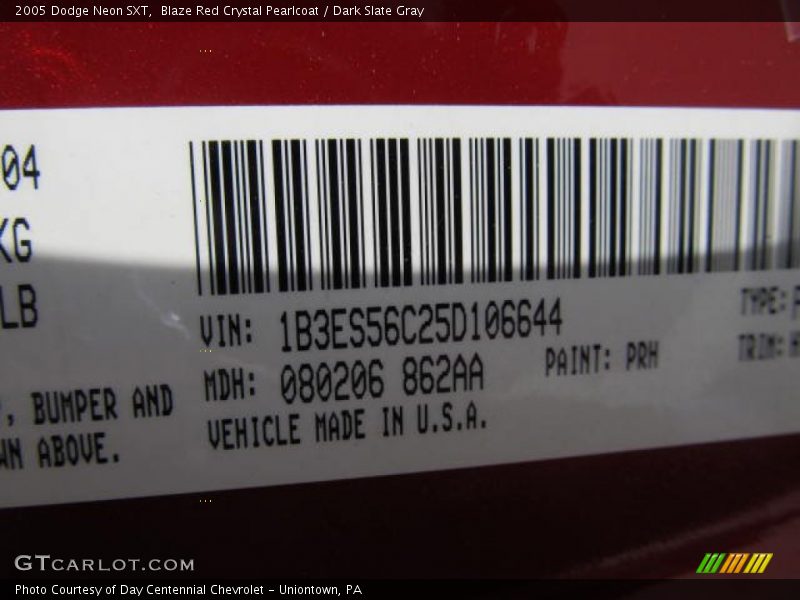 2005 Dodge Neon SXT,  Blaze Red Crystal Pearlcoat / Dark Slate Gray
04
KG
LB
VIN: 1B3ES56C25D106644
TYPE:
MDH: 080206 862AA
PAINT: PRH
TRIM:
, BUMPER AND
VEHICLE MADE IN U.S.A.
WN ABOVE.
GTCARLOT.COM
Photo Courtesy of Day Centennial Chevrolet - Uniontown, PA